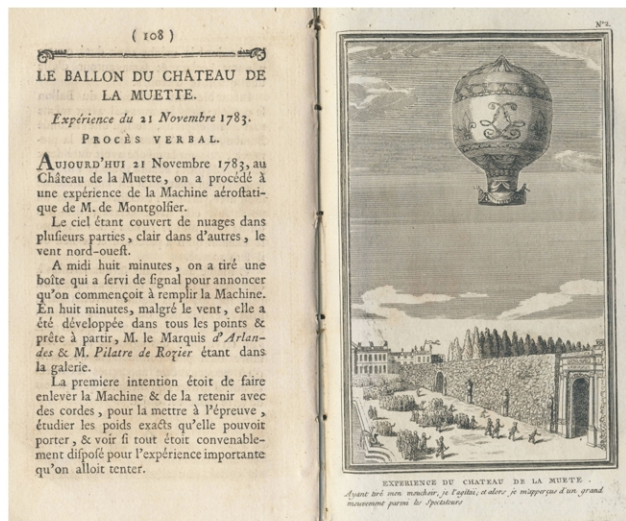 ( 108 )
LE BALLON DU CHATEAU DE
LA MUETTE.
Expérience du 21 Novembre 1783.
PROCÈS VERBAL.
AUJOURD'HUI 21 Novembre 1783, au
Château de la Muette, on a procédé à
une expérience de la Machine aéroſtati-
que de M. de Montgolfier.
Le ciel étant couvert de nuages dans
pluſieurs parties, clair dans d'autres, le
vent nord-oueſt.
A midi huit minutes, on a tiré une
boîte qui a ſervi de ſignal pour annoncer
qu'on commençoit à remplir la Machine.
En huit minutes, malgré le vent, elle a
été développée dans tous les points &
prête à partir, M. le Marquis d'Arlan-
des & M. Pilatre de Rozier étant dans
la galerie.
La premiere intention étoit de faire
enlever la Machine & de la retenir avec
des cordes, pour la mettre à l'épreuve,
étudier les poids exacts qu'elle pouvoit
porter, & voir ſi tout étoit convenable-
ment diſpoſé pour l'expérience importante
qu'on alloit tenter.
N°2.
EXPERIENCE DU CHATEAU DE LA MUETE.
Ayant tiré mon mouchoir, je l'agitai; et alors je m'apperçus d'un grand
mouvement parmi les Spectateurs